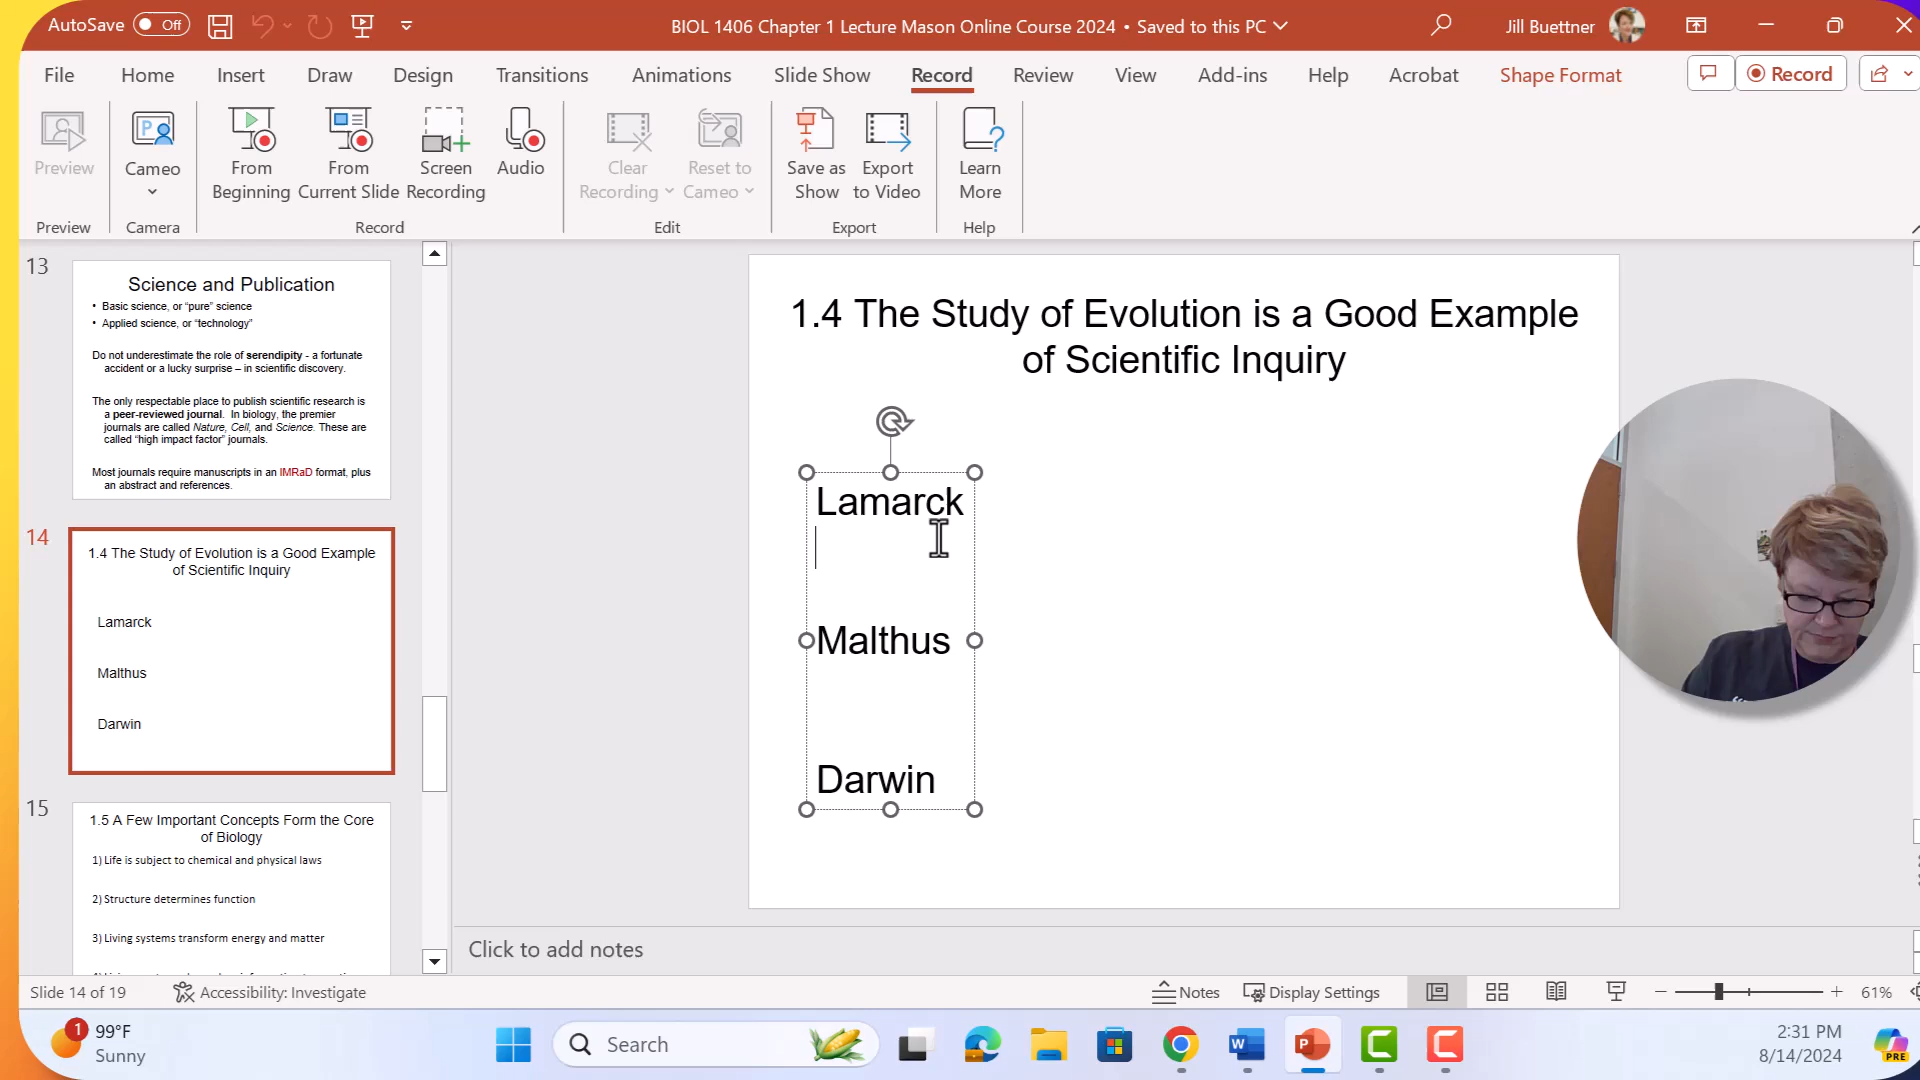 AutoSave Off
BIOL 1406 Chapter 1 Lecture Mason Online Course 2024 • Saved to this PC
Jill Buettner
File Home Insert Draw Design Transitions Animations Slide Show Record Review View Add-ins Help Acrobat Shape Format
Record
Preview
Cameo
From Beginning
From Current Slide
Screen Recording
Audio
Clear Recording
Reset to Cameo
Save as Show
Export to Video
Learn More
Preview Camera Record Edit Export Help
13
Science and Publication
• Basic science, or “pure” science
• Applied science, or “technology”
Do not underestimate the role of serendipity - a fortunate
accident or a lucky surprise – in scientific discovery.
The only respectable place to publish scientific research is
a peer-reviewed journal. In biology, the premier
journals are called Nature, Cell, and Science. These are
called “high impact factor” journals.
Most journals require manuscripts in an IMRaD format, plus
an abstract and references.
14
1.4 The Study of Evolution is a Good Example
of Scientific Inquiry
Lamarck
Malthus
Darwin
15
1.5 A Few Important Concepts Form the Core
of Biology
1) Life is subject to chemical and physical laws
2) Structure determines function
3) Living systems transform energy and matter
1.4 The Study of Evolution is a Good Example
of Scientific Inquiry
Lamarck
Malthus
Darwin
Click to add notes
Slide 14 of 19 Accessibility: Investigate
Notes Display Settings 61%
1
99°F
Sunny
Search
2:31 PM
8/14/2024
PRE